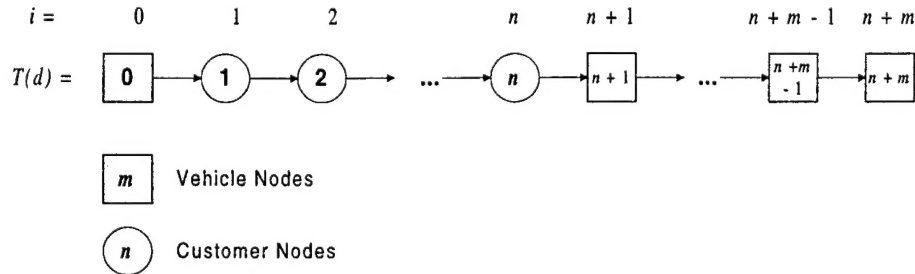 i = 0 1 2 n n + 1 n + m - 1 n + m
T(d) = 0 1 2 ... n n + 1 ... n + m - 1 n + m
m Vehicle Nodes
n Customer Nodes